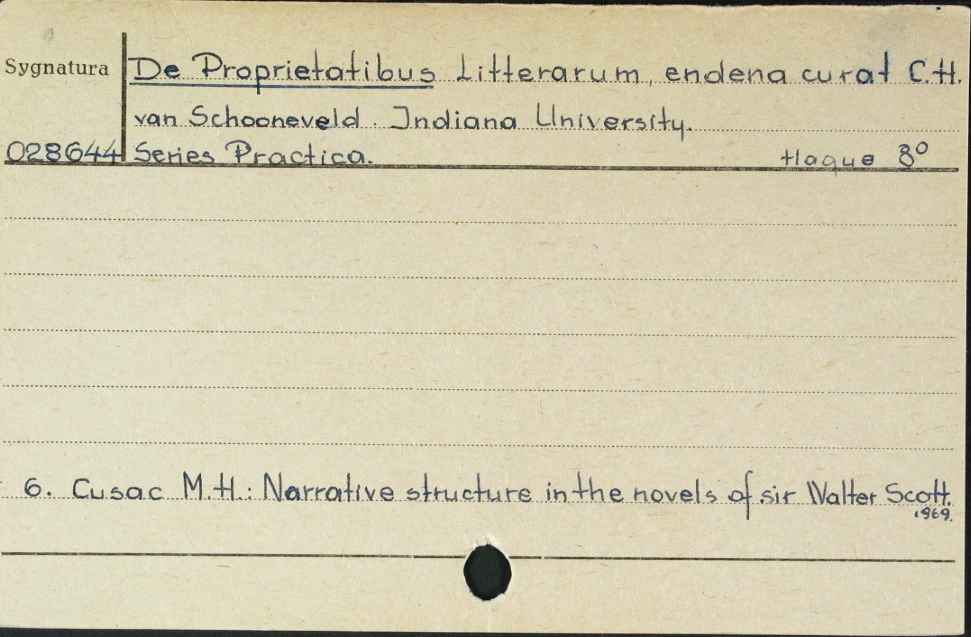 Sygnatura De Proprietatibus Litterarum, endena curat C.H.
van Schooneveld. Indiana University.
028644 Series Practica. Hague 8°
6. Cusac M.H.: Narrative structure in the novels of sir Walter Scott.
1969.